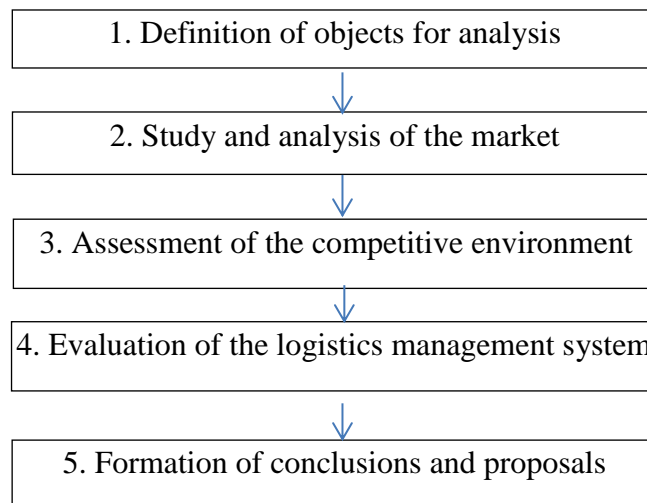 1. Definition of objects for analysis
2. Study and analysis of the market
3. Assessment of the competitive environment
4. Evaluation of the logistics management system
5. Formation of conclusions and proposals